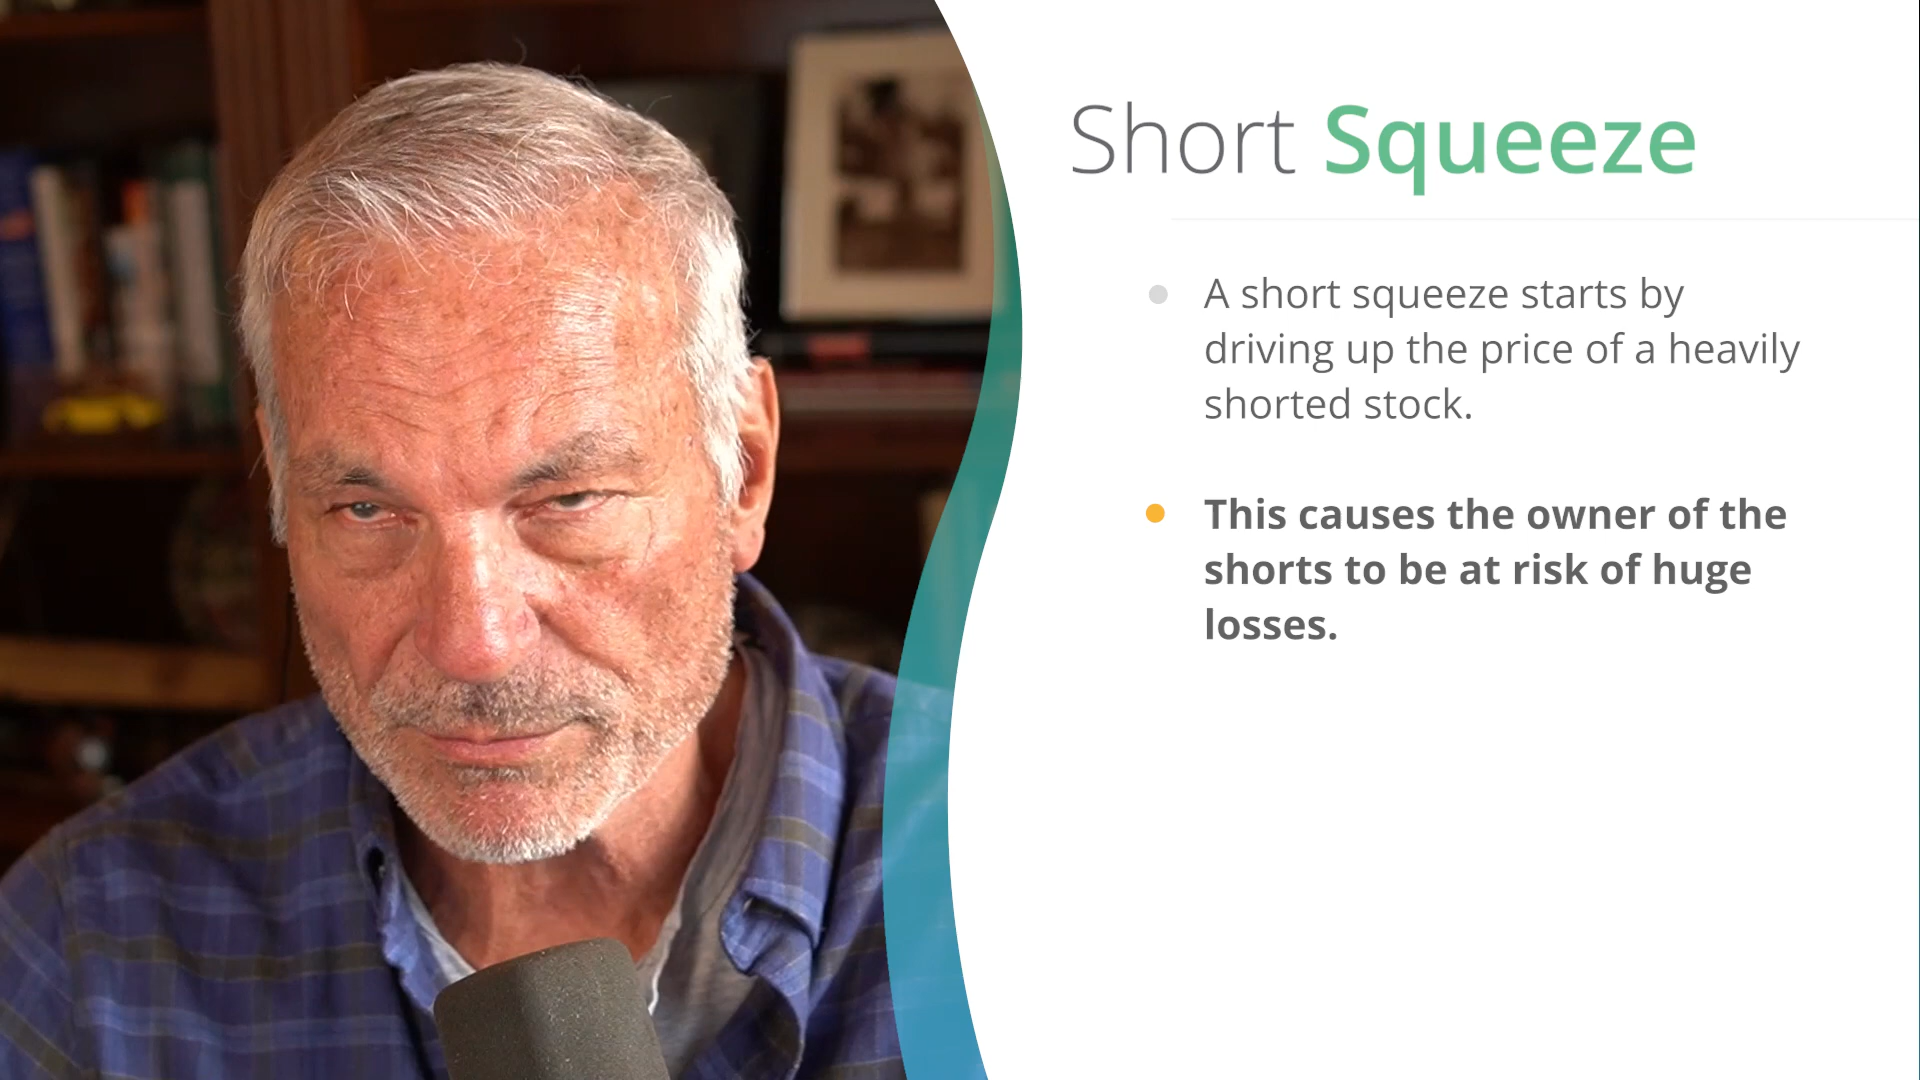 Short Squeeze
A short squeeze starts by
driving up the price of a heavily
shorted stock.
This causes the owner of the
shorts to be at risk of huge
losses.